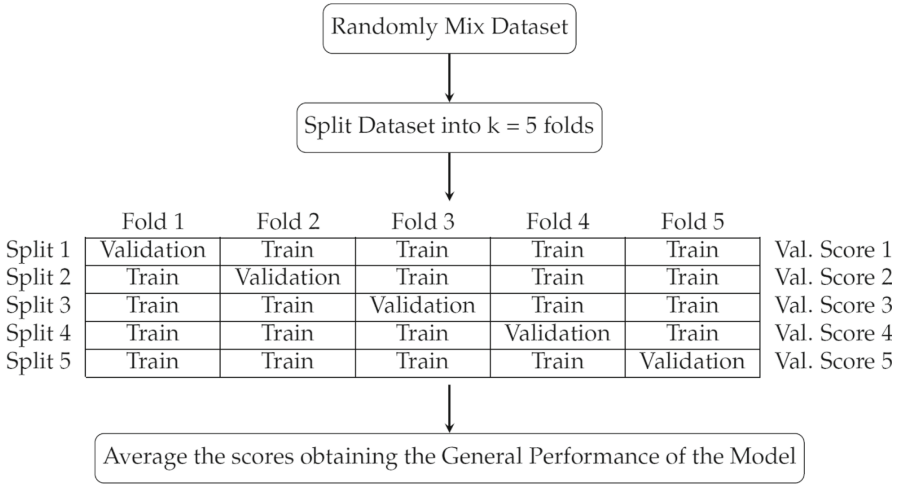 Randomly Mix Dataset
Split Dataset into k = 5 folds
Fold 1 Fold 2 Fold 3 Fold 4 Fold 5
Split 1 Validation Train Train Train Train Val. Score 1
Split 2 Train Validation Train Train Train Val. Score 2
Split 3 Train Train Validation Train Train Val. Score 3
Split 4 Train Train Train Validation Train Val. Score 4
Split 5 Train Train Train Train Validation Val. Score 5
Average the scores obtaining the General Performance of the Model